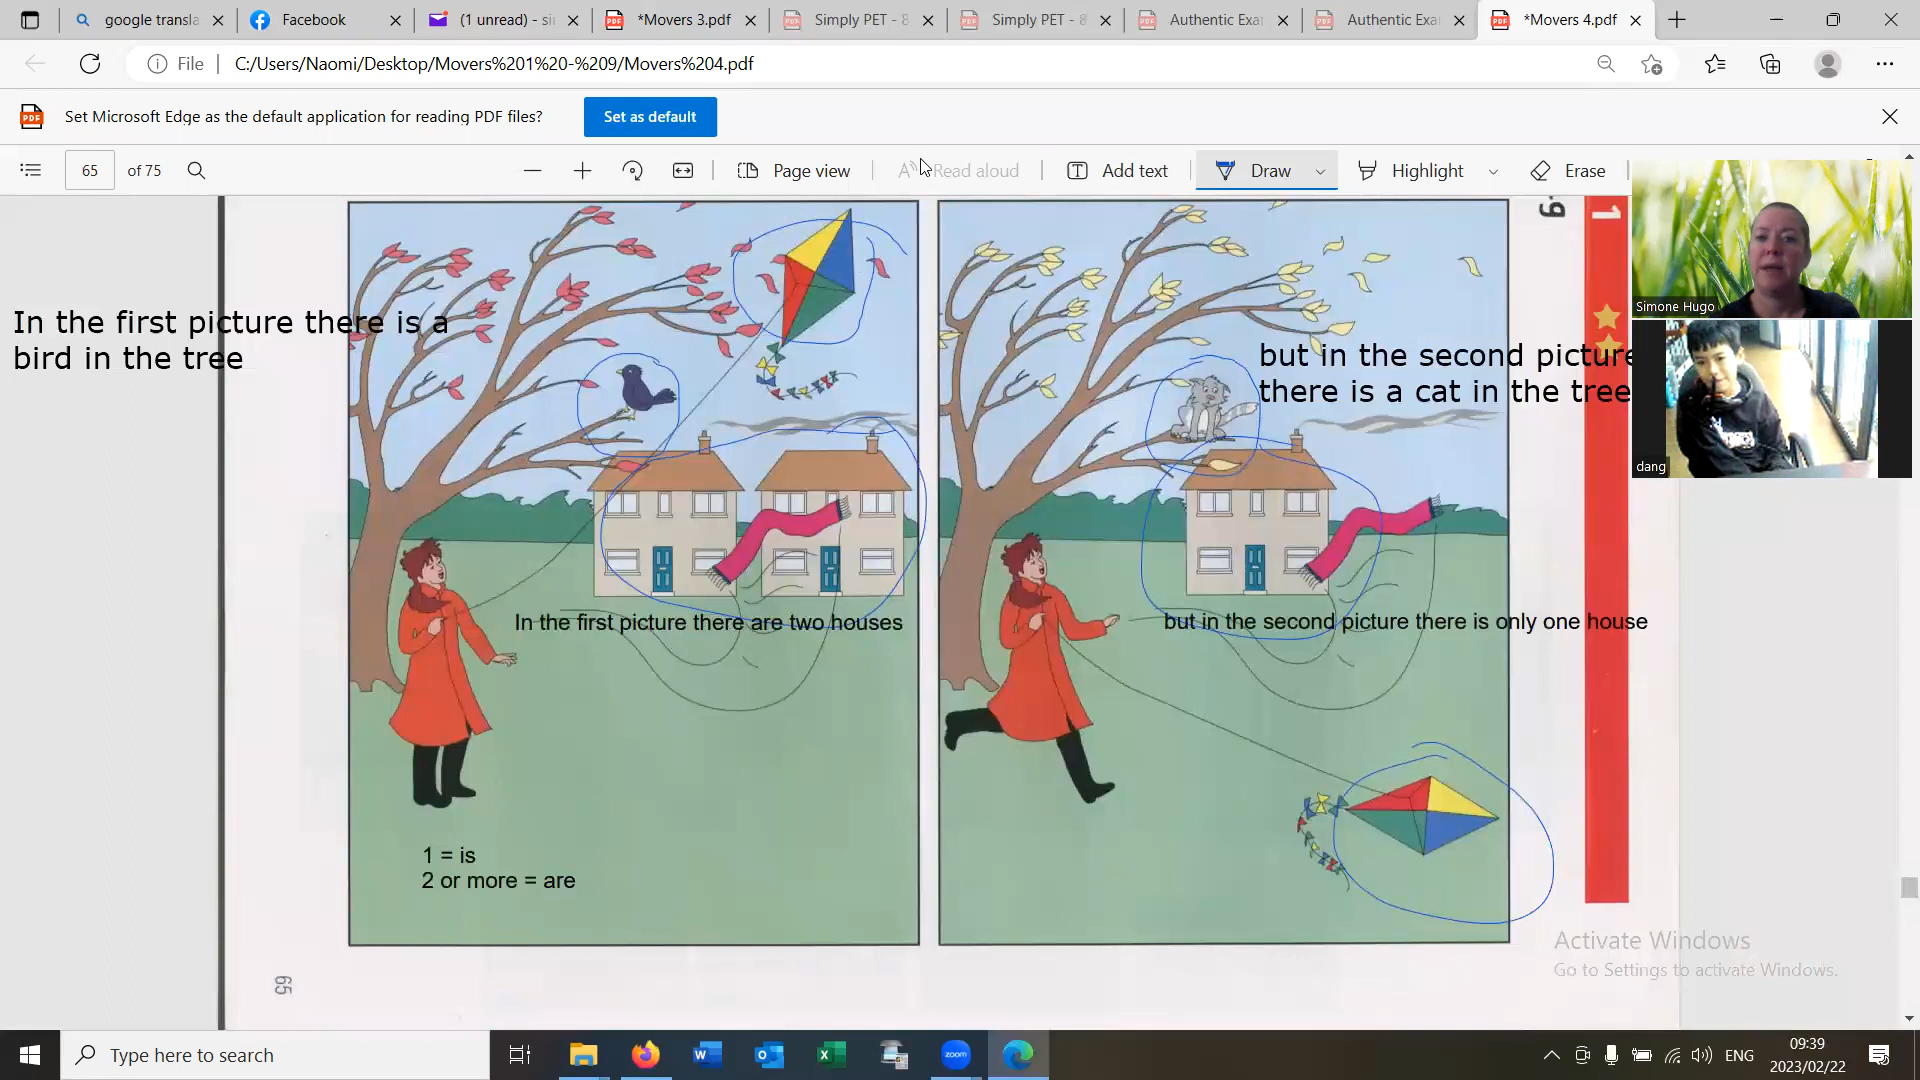 google transla
Facebook
(1 unread) - si
*Movers 3.pdf
Simply PET - 8
Simply PET - 8
Authentic Exa
Authentic Exa
*Movers 4.pdf
File
C:/Users/Naomi/Desktop/Movers%201%20-%209/Movers%204.pdf
Set Microsoft Edge as the default application for reading PDF files?
Set as default
65
of 75
Page view
Read aloud
Add text
Draw
Highlight
Erase
In the first picture there is a
bird in the tree
but in the second picture
there is a cat in the tree
In the first picture there are two houses
but in the second picture there is only one house
1 = is
2 or more = are
1
65
Simone Hugo
dang
Activate Windows
Go to Settings to activate Windows.
Type here to search
zoom
ENG
09:39
2023/02/22